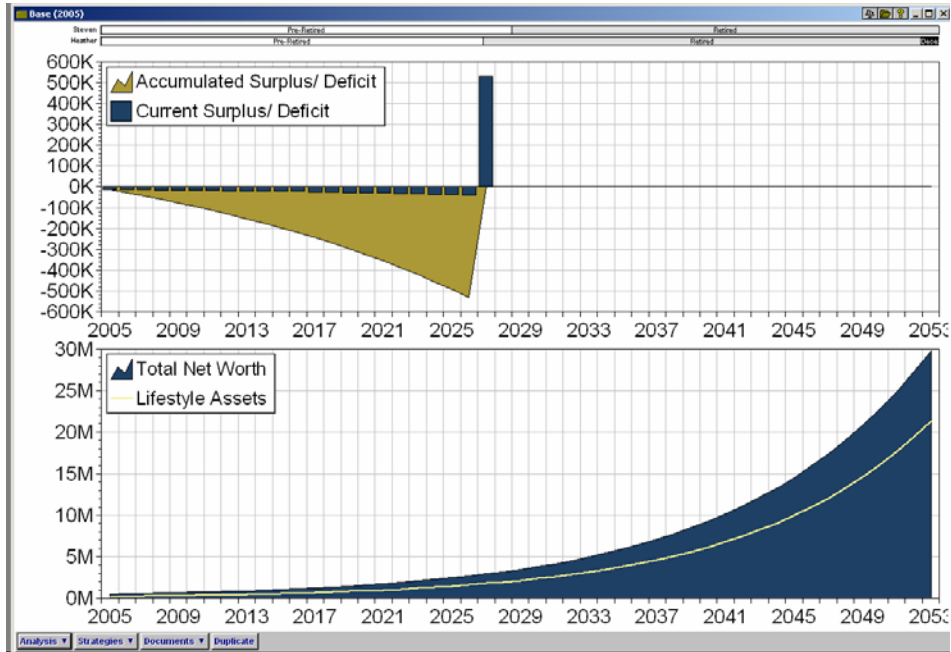 Base (2005)
Steven Pre-Retired Retired
Heather Pre-Retired Retired
600K
500K
400K
300K
200K
100K
0K
-100K
-200K
-300K
-400K
-500K
-600K
Accumulated Surplus/ Deficit
Current Surplus/ Deficit
2005 2009 2013 2017 2021 2025 2029 2033 2037 2041 2045 2049 2053
30M
25M
20M
15M
10M
5M
0M
Total Net Worth
Lifestyle Assets
2005 2009 2013 2017 2021 2025 2029 2033 2037 2041 2045 2049 2053
Analysis ▼ Strategies ▼ Documents ▼ Duplicate